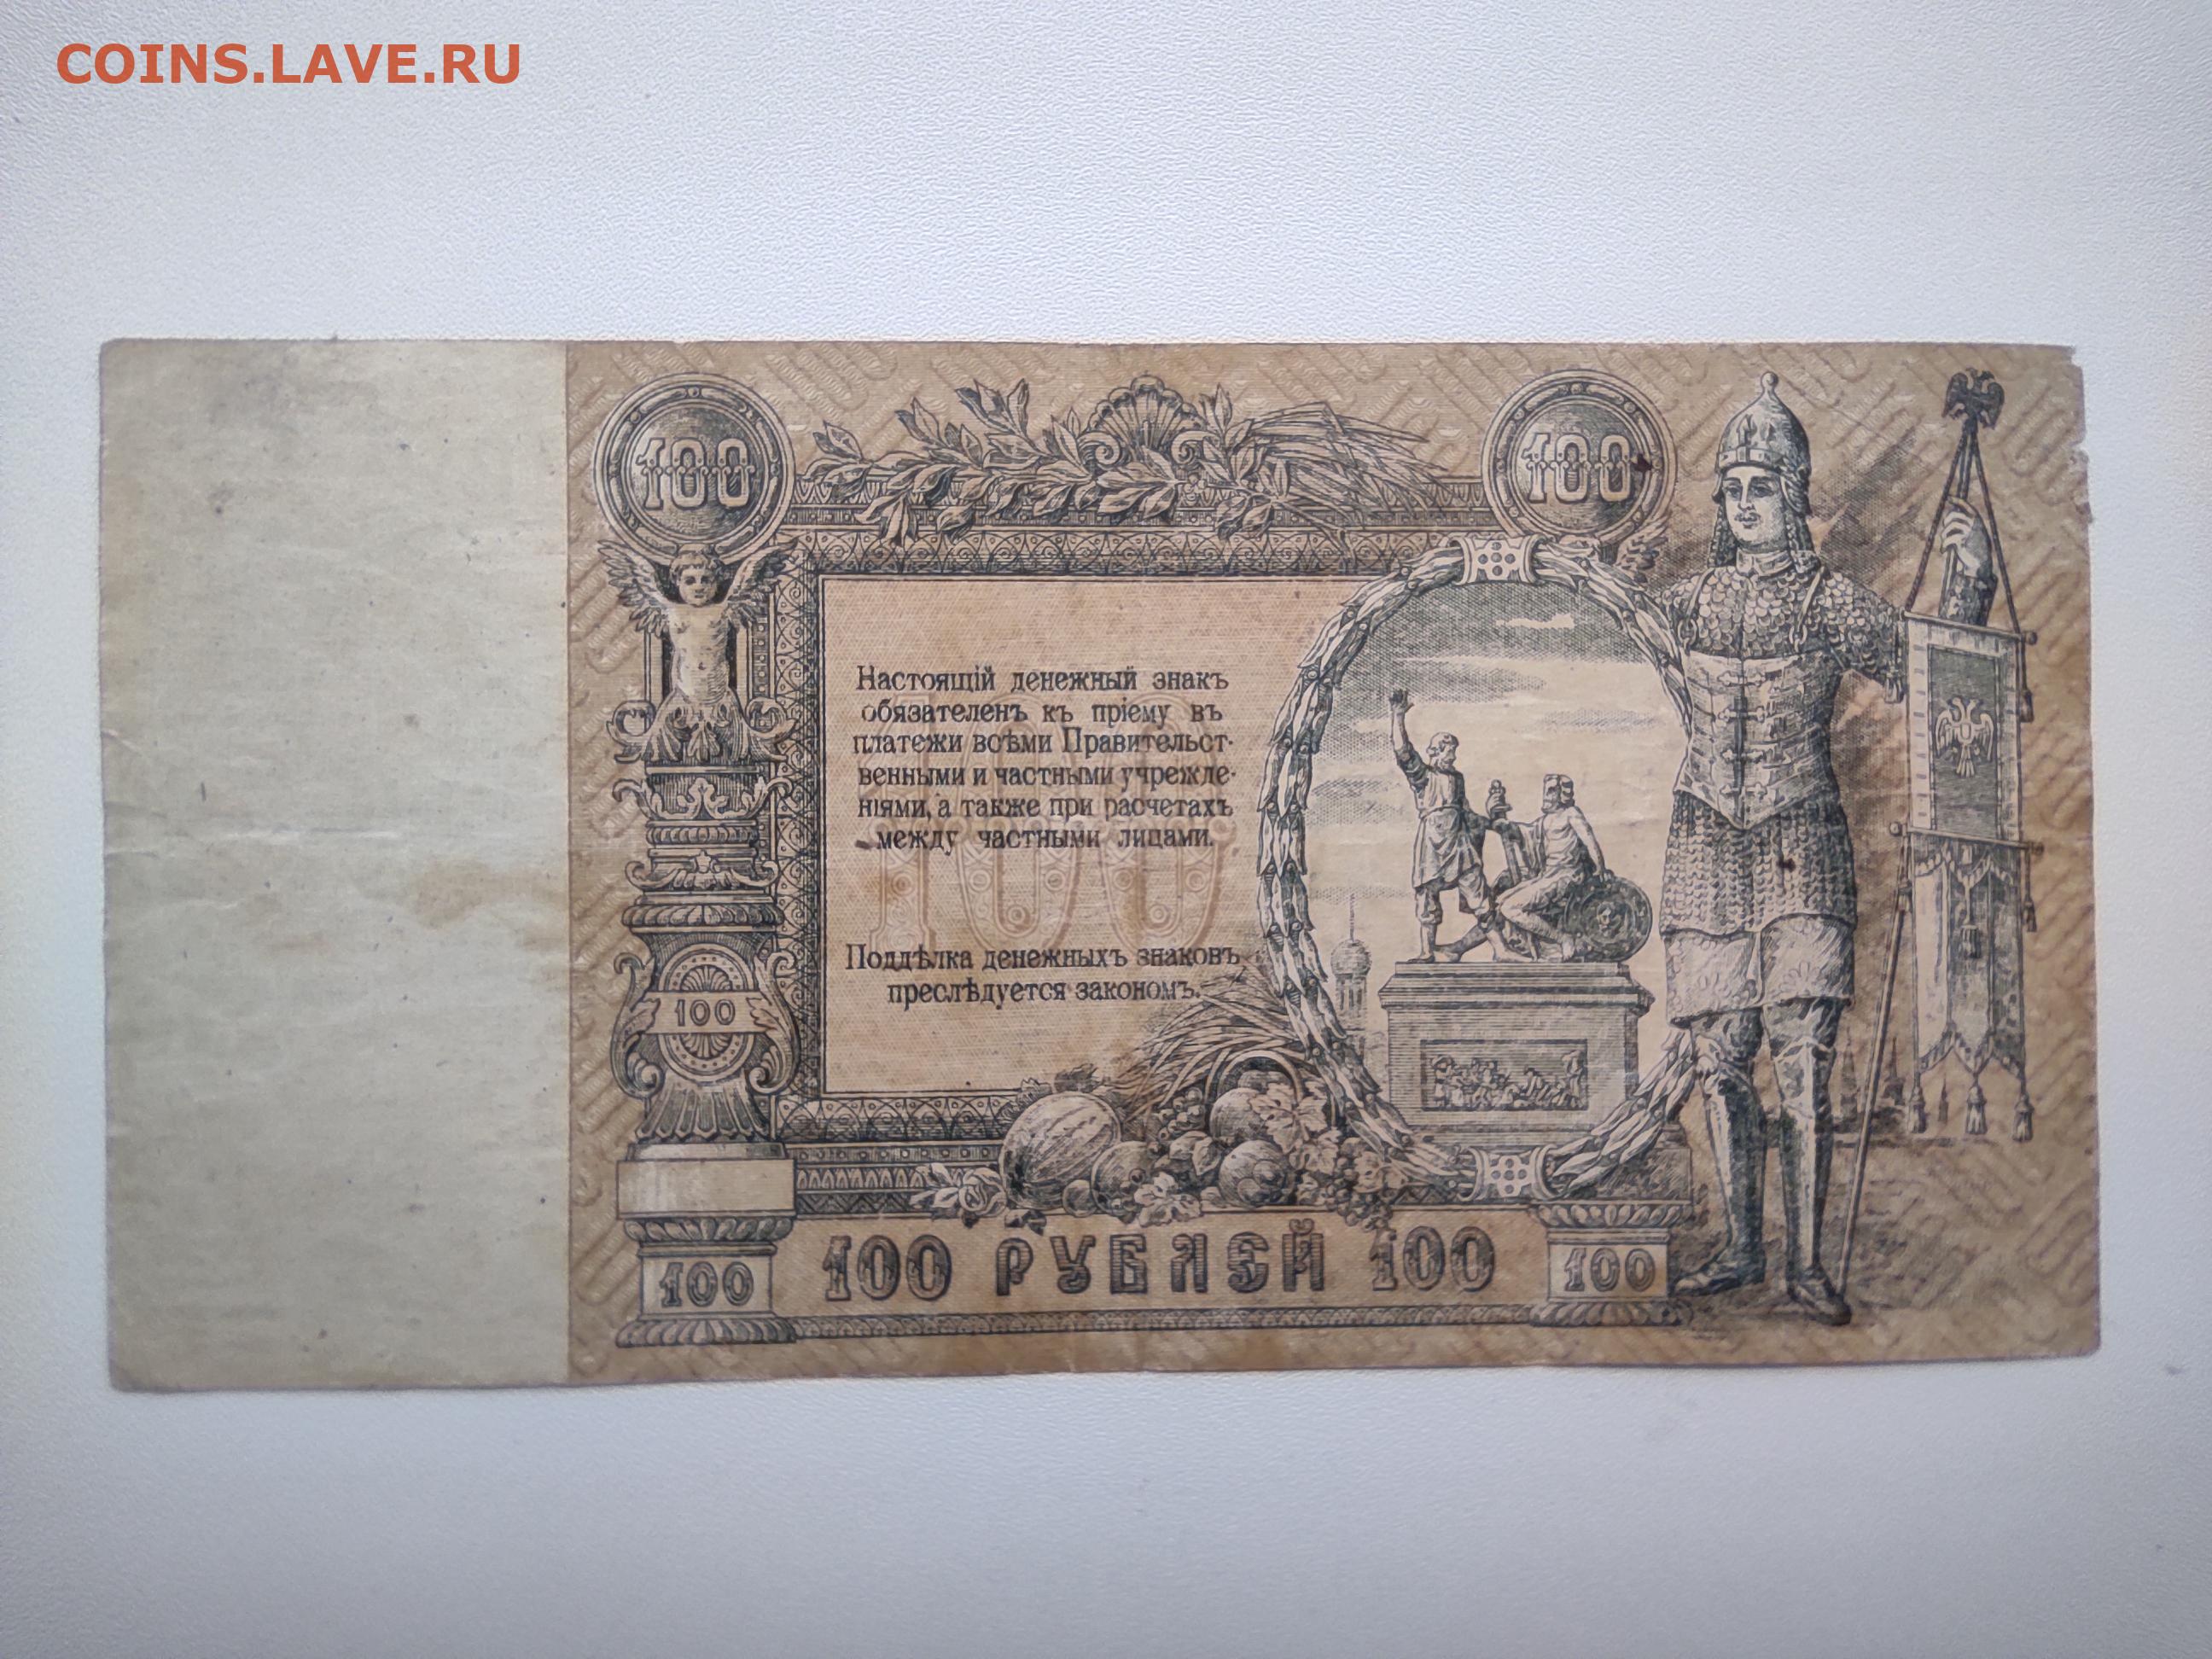 COINS.LAVE.RU
100
100
Настоящій денежный знакъ
обязателенъ къ пріему въ
платежи всѣми Правительст-
венными и частными учрежде-
ніями, а также при расчетахъ
между частными лицами.
100
Поддѣлка денежныхъ знаковъ
преслѣдуется закономъ.
100
100
100 РУБЛЕЙ 100
100